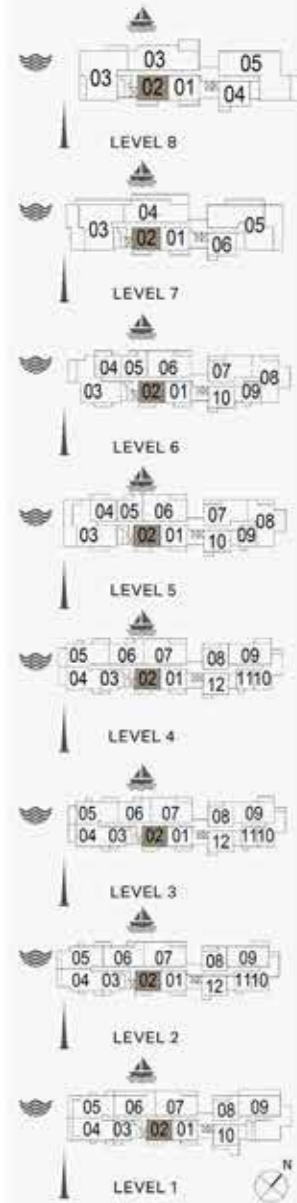 03
05
03 02 01
04
LEVEL 8
04
03 02 01 05
06
LEVEL 7
04 05 06 07 08
03 02 01 10 09
LEVEL 6
04 05 06 07 08
03 02 01 10 09
LEVEL 5
05 06 07 08 09
04 03 02 01 12 1110
LEVEL 4
05 06 07 08 09
04 03 02 01 12 1110
LEVEL 3
05 06 07 08 09
04 03 02 01 12 1110
LEVEL 2
05 06 07 08 09
04 03 02 01 10
LEVEL 1
N